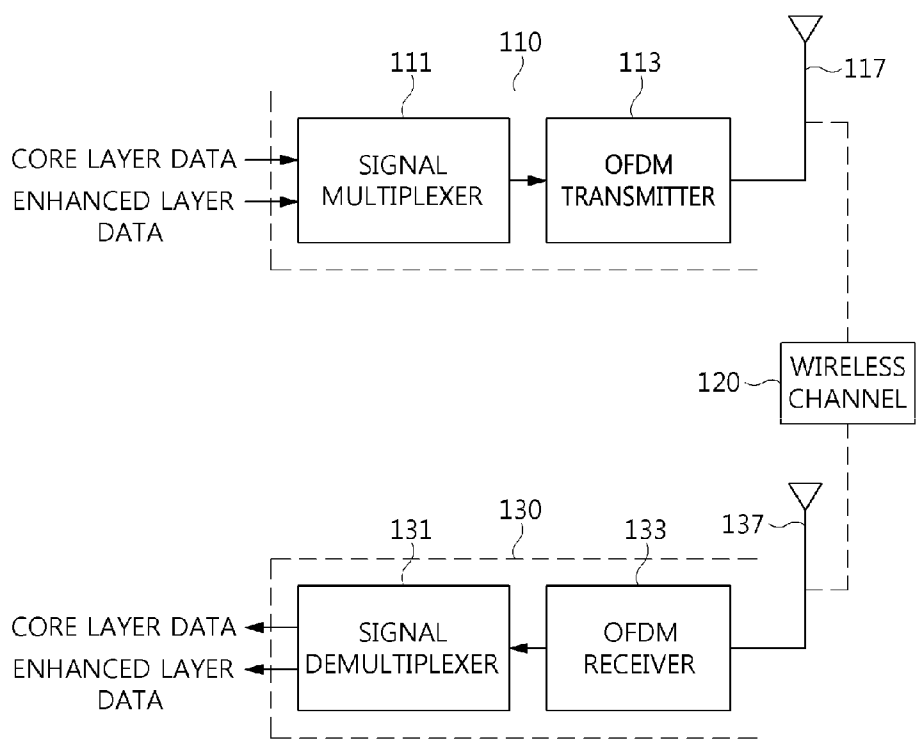 110
111
113
117
CORE LAYER DATA
ENHANCED LAYER
DATA
SIGNAL
MULTIPLEXER
OFDM
TRANSMITTER
120
WIRELESS
CHANNEL
130
131
133
137
CORE LAYER DATA
ENHANCED LAYER
DATA
SIGNAL
DEMULTIPLEXER
OFDM
RECEIVER